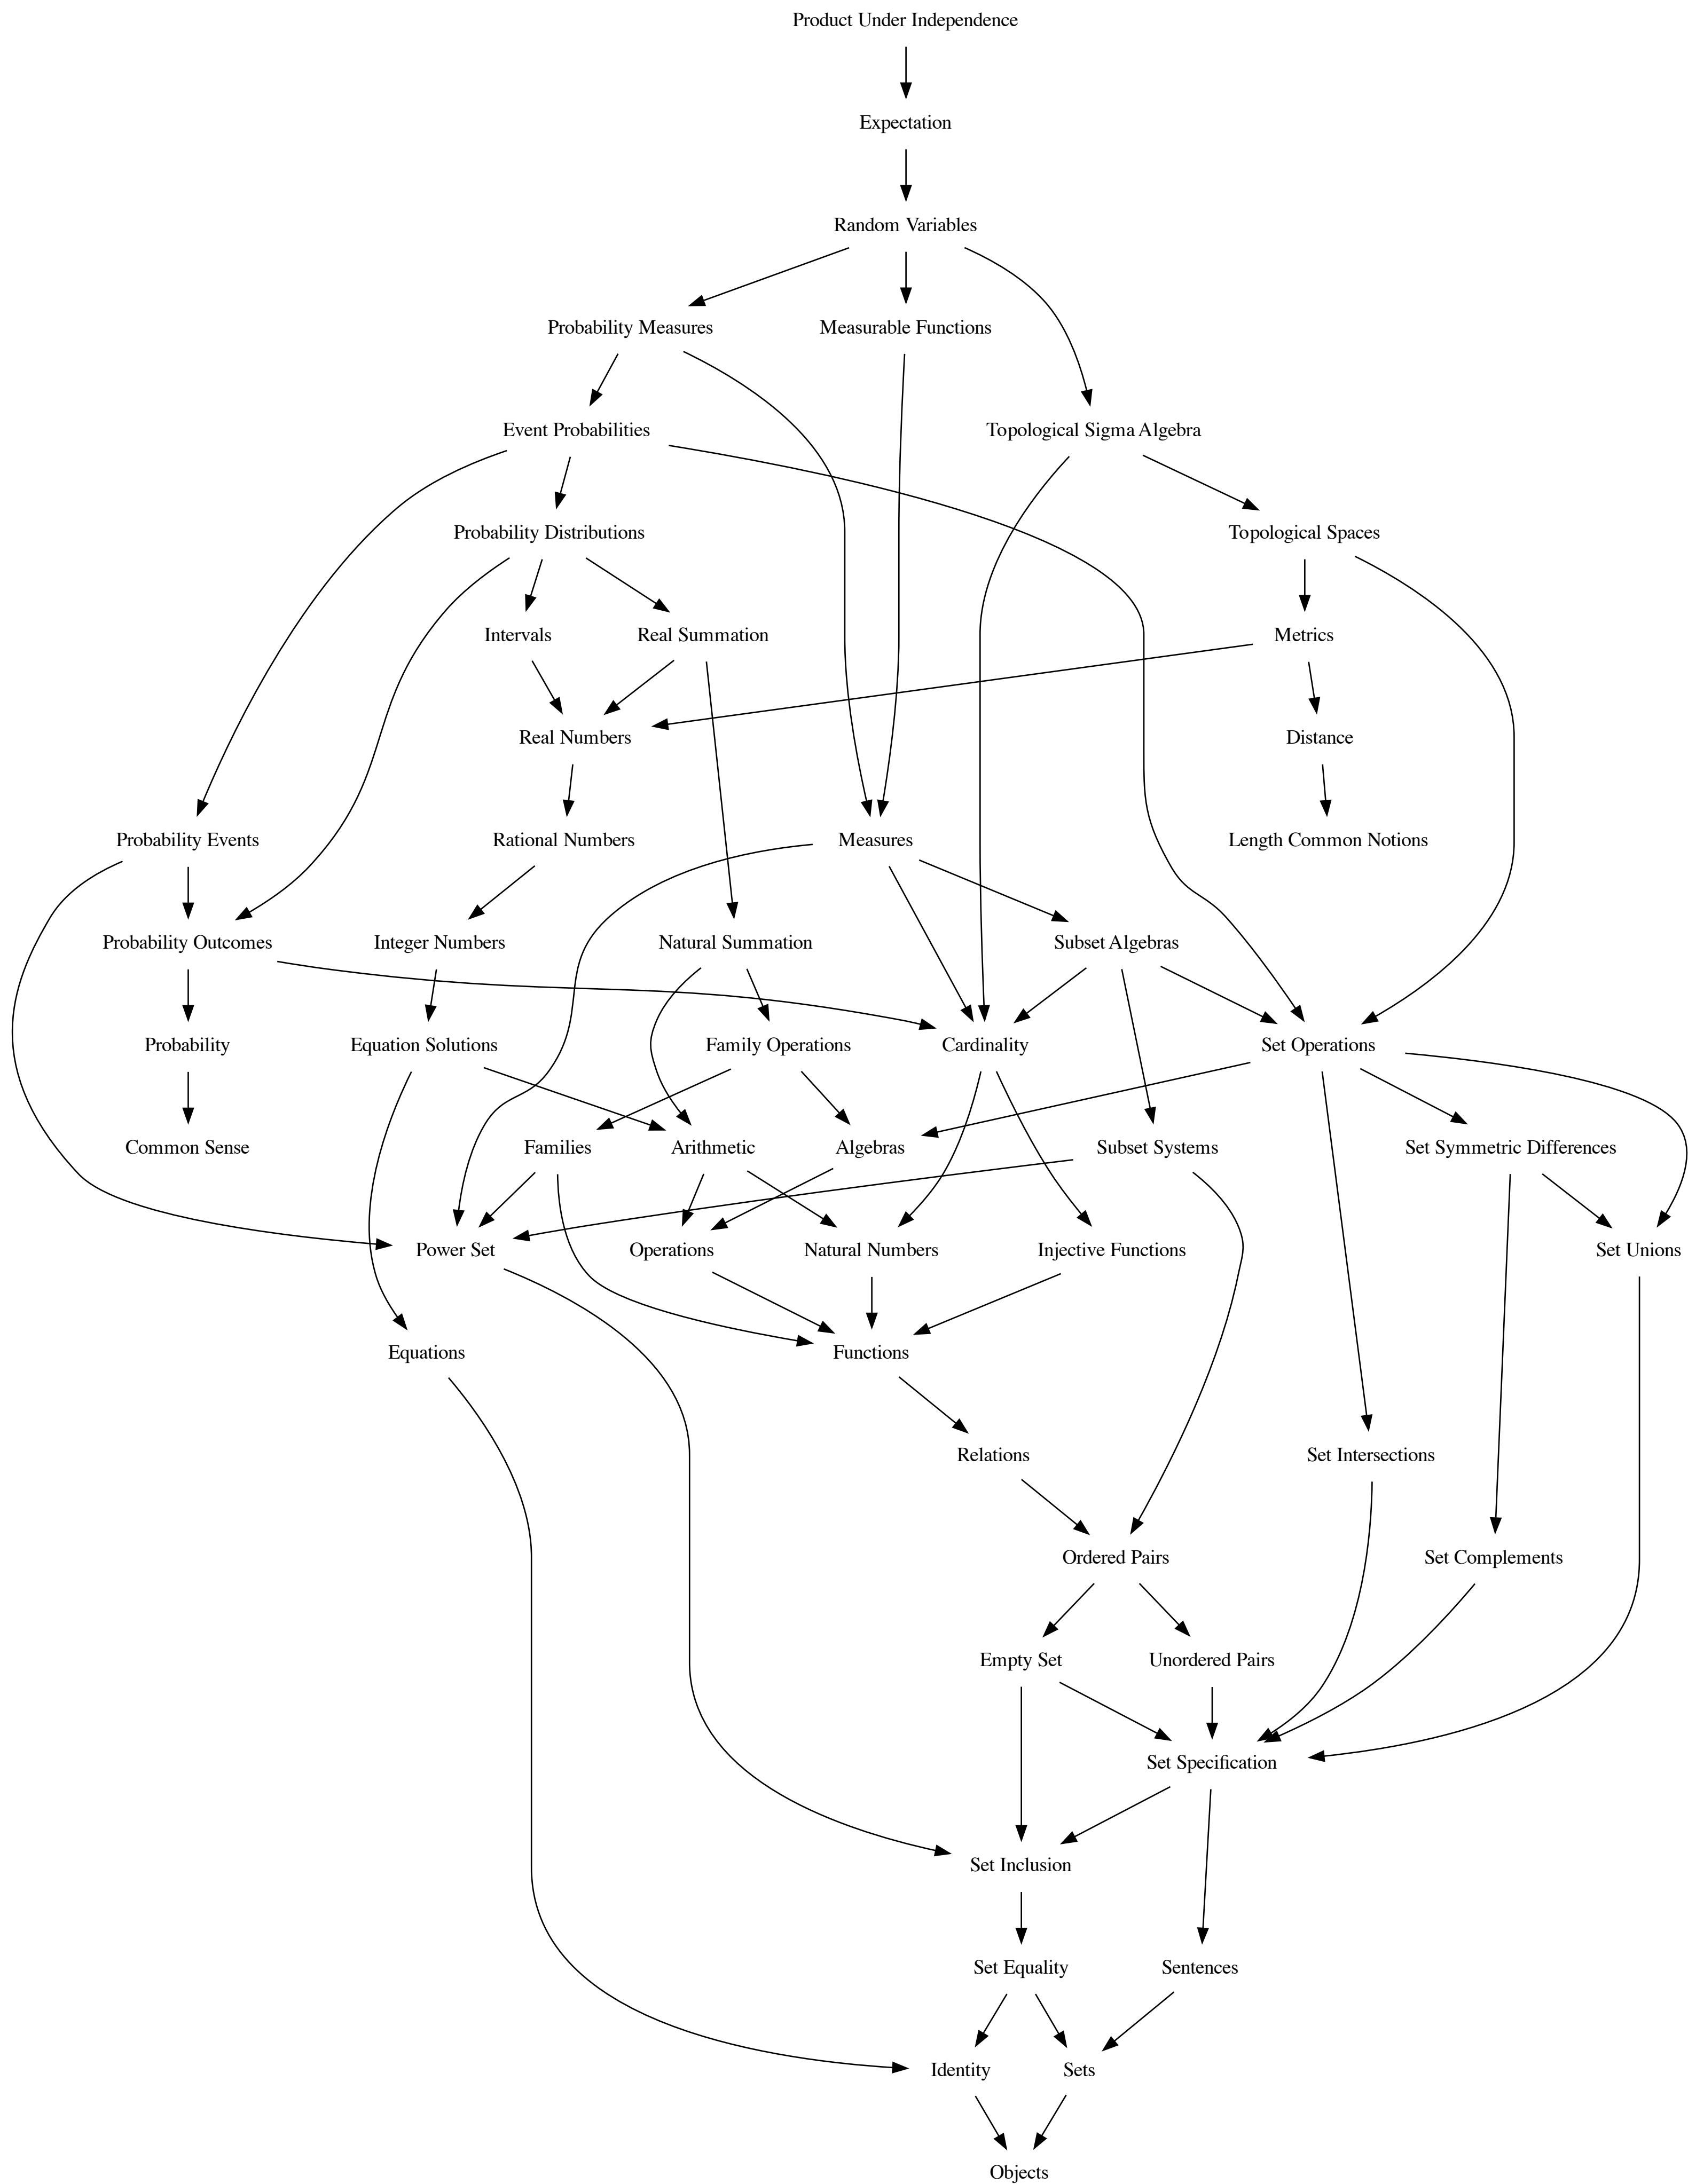 Product Under Independence
Expectation
Random Variables
Probability Measures
Measurable Functions
Event Probabilities
Topological Sigma Algebra
Probability Distributions
Topological Spaces
Intervals
Real Summation
Metrics
Real Numbers
Distance
Probability Events
Rational Numbers
Measures
Length Common Notions
Probability Outcomes
Integer Numbers
Natural Summation
Subset Algebras
Probability
Equation Solutions
Family Operations
Cardinality
Set Operations
Common Sense
Families
Arithmetic
Algebras
Subset Systems
Set Symmetric Differences
Power Set
Operations
Natural Numbers
Injective Functions
Set Unions
Equations
Functions
Relations
Set Intersections
Ordered Pairs
Set Complements
Empty Set
Unordered Pairs
Set Specification
Set Inclusion
Set Equality
Sentences
Identity
Sets
Objects